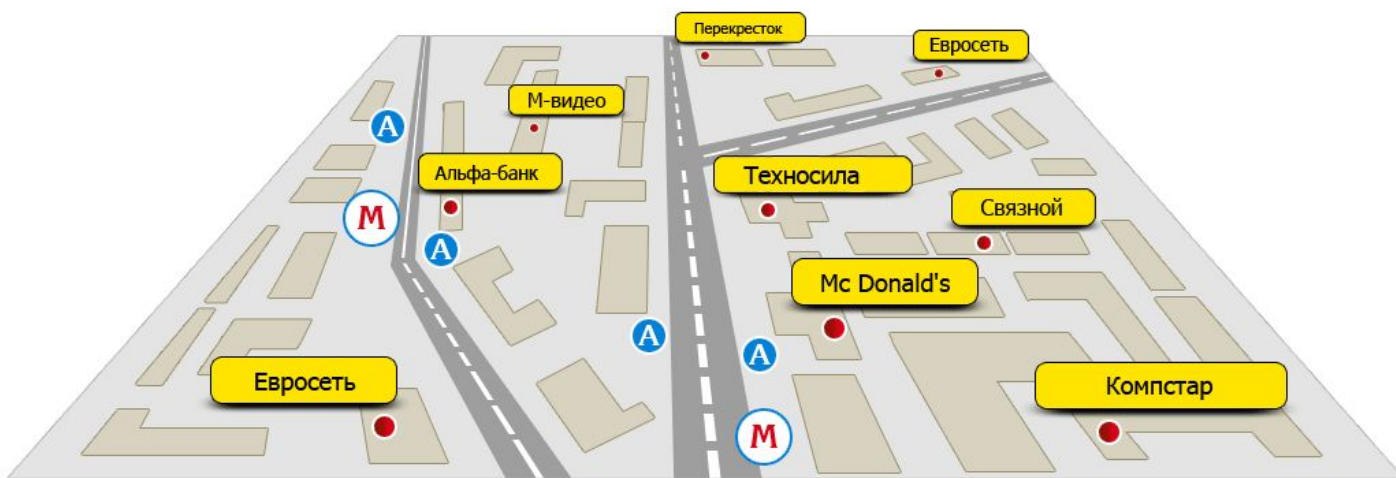 Перекресток
Евросеть
М-видео
А
Альфа-банк
Техносила
Связной
М
А
Mc Donald's
А
А
Евросеть
Компстар
М